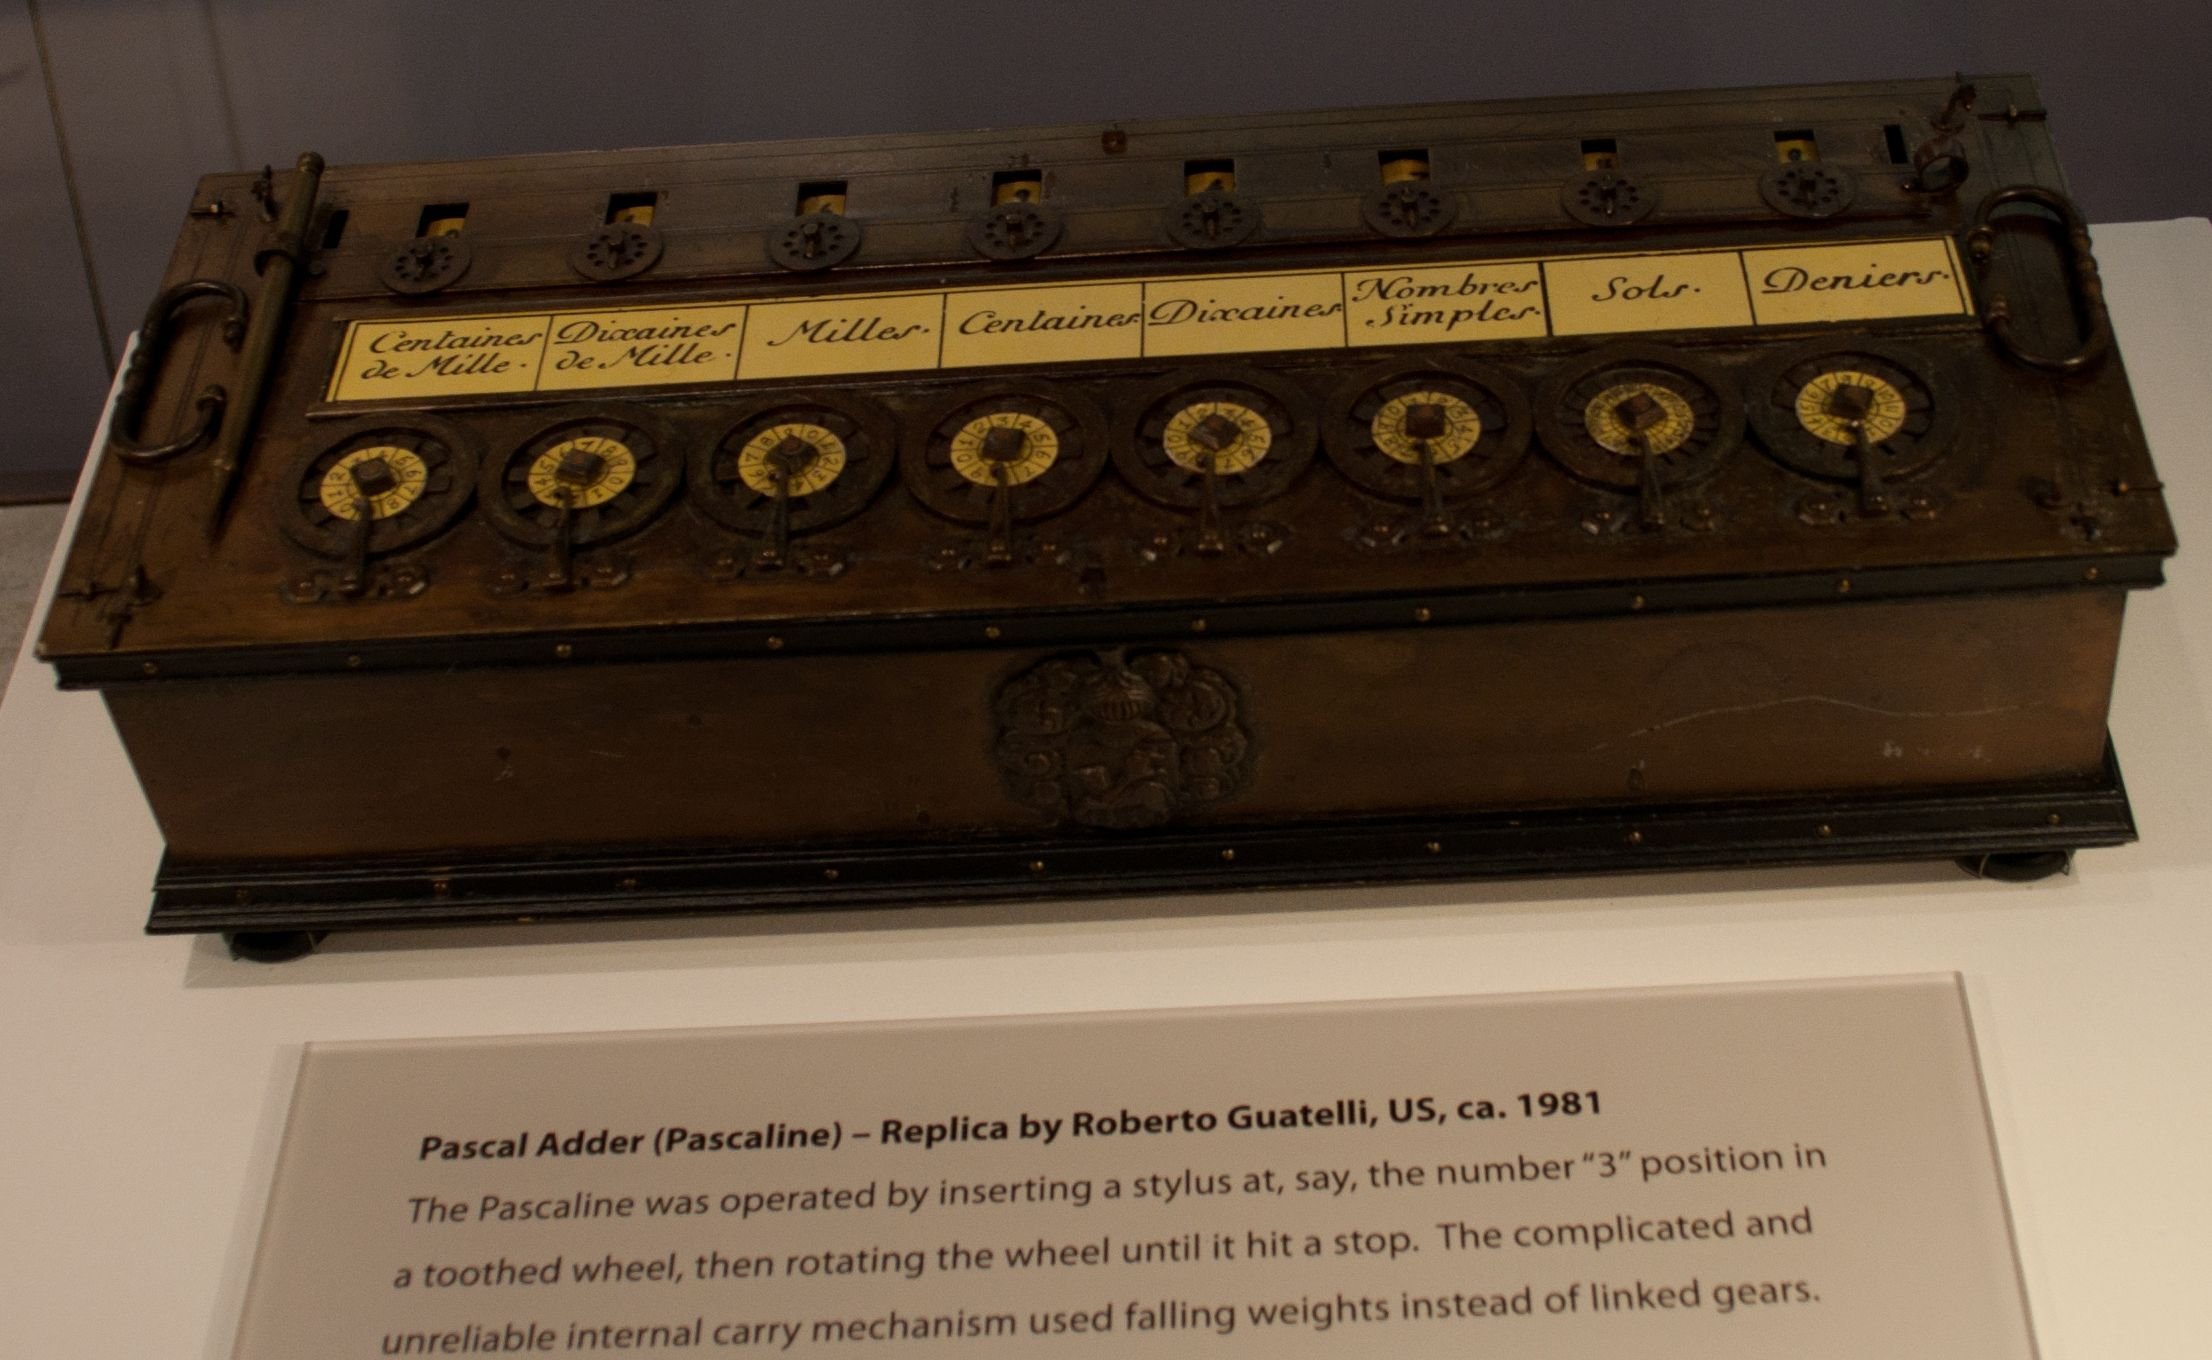 Centaines de Mille.
Dixaines de Mille.
Milles.
Centaines
Dixaines
Nombres Simples.
Sols.
Deniers.
Pascal Adder (Pascaline) – Replica by Roberto Guatelli, US, ca. 1981
The Pascaline was operated by inserting a stylus at, say, the number “3” position in
a toothed wheel, then rotating the wheel until it hit a stop. The complicated and
unreliable internal carry mechanism used falling weights instead of linked gears.